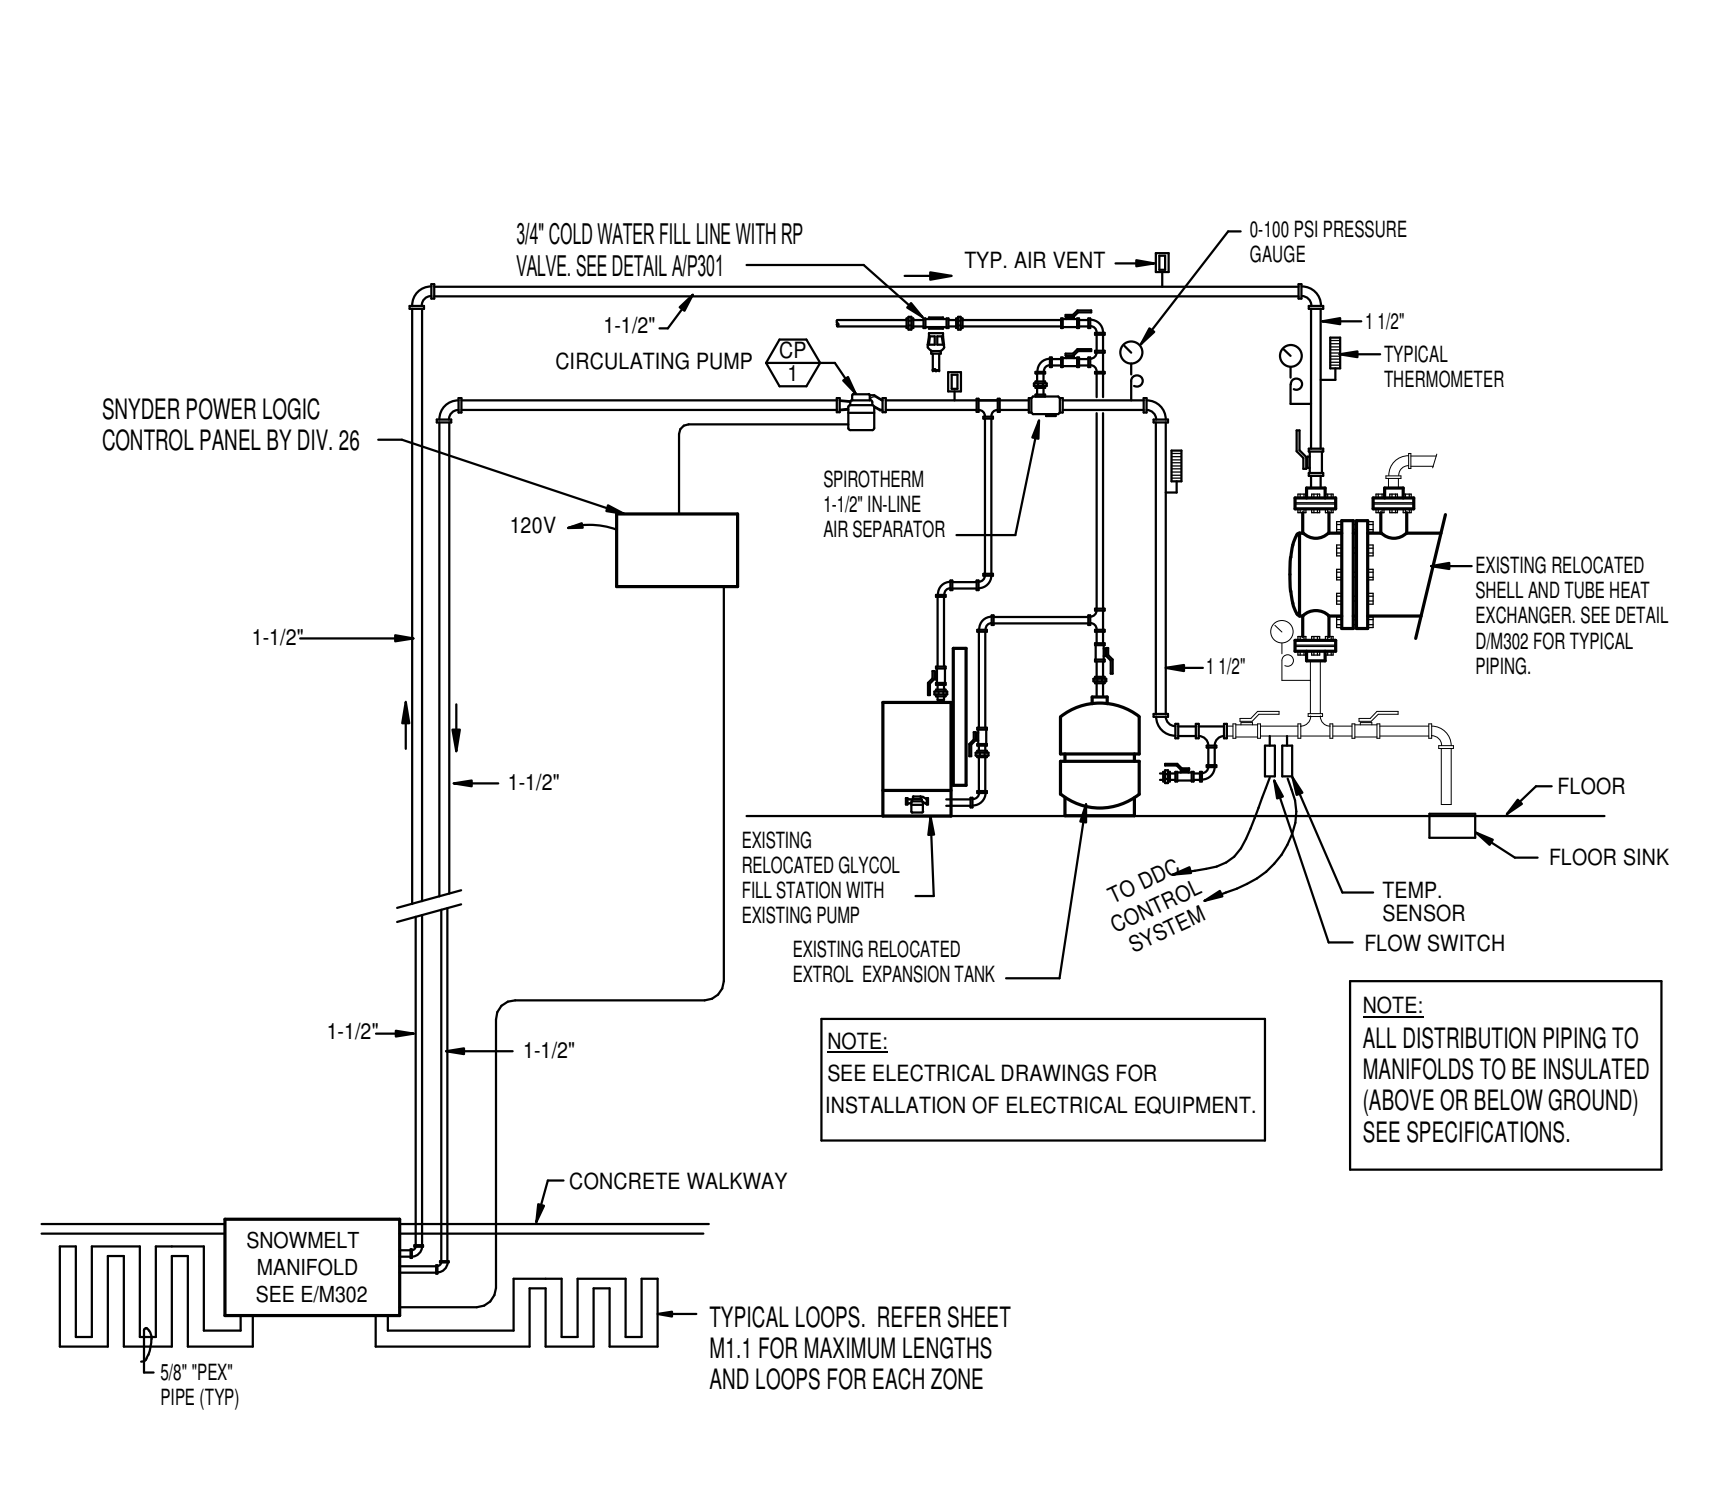 3/4" COLD WATER FILL LINE WITH RP
VALVE. SEE DETAIL A/P301
TYP. AIR VENT
0-100 PSI PRESSURE
GAUGE
1-1/2"
1 1/2"
CIRCULATING PUMP
CP
1
TYPICAL
THERMOMETER
SNYDER POWER LOGIC
CONTROL PANEL BY DIV. 26
SPIROTHERM
1-1/2" IN-LINE
AIR SEPARATOR
120V
EXISTING RELOCATED
SHELL AND TUBE HEAT
EXCHANGER. SEE DETAIL
D/M302 FOR TYPICAL
PIPING.
1-1/2"
1 1/2"
1-1/2"
FLOOR
EXISTING
RELOCATED GLYCOL
FILL STATION WITH
EXISTING PUMP
FLOOR SINK
TO DDC
CONTROL
SYSTEM
TEMP.
SENSOR
FLOW SWITCH
EXISTING RELOCATED
EXTROL EXPANSION TANK
1-1/2"
1-1/2"
NOTE:
SEE ELECTRICAL DRAWINGS FOR
INSTALLATION OF ELECTRICAL EQUIPMENT.
NOTE:
ALL DISTRIBUTION PIPING TO
MANIFOLDS TO BE INSULATED
(ABOVE OR BELOW GROUND)
SEE SPECIFICATIONS.
CONCRETE WALKWAY
SNOWMELT
MANIFOLD
SEE E/M302
TYPICAL LOOPS. REFER SHEET
M1.1 FOR MAXIMUM LENGTHS
AND LOOPS FOR EACH ZONE
5/8" "PEX"
PIPE (TYP)